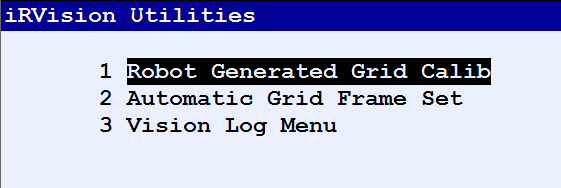 iRVision Utilities
1 Robot Generated Grid Calib
2 Automatic Grid Frame Set
3 Vision Log Menu